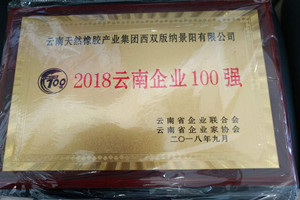 云南天然橡胶产业集团西双版纳景阳有限公司
100
2018云南企业100强
云南省企业联合会
云南省企业家协会
二〇一八年九月